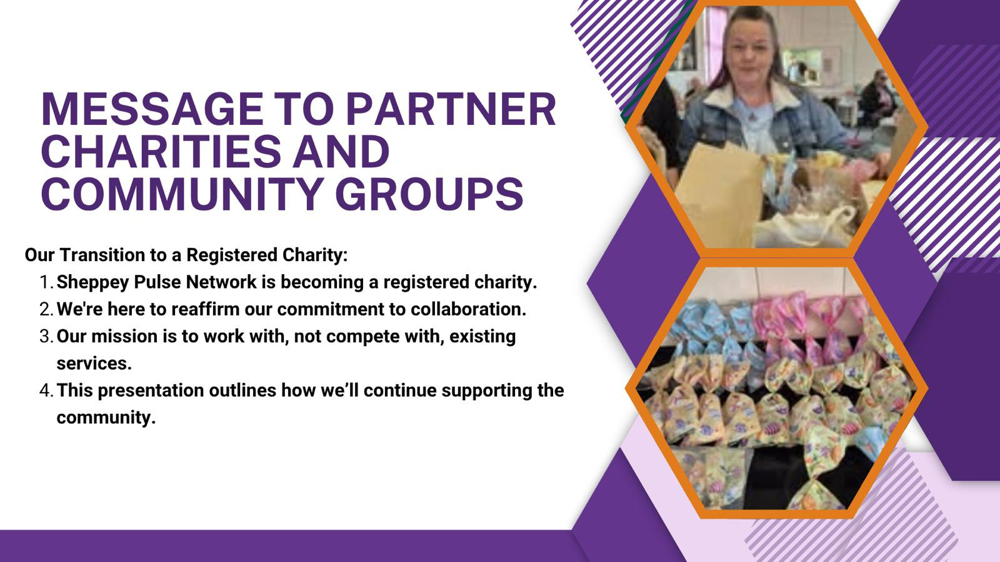 MESSAGE TO PARTNER
CHARITIES AND
COMMUNITY GROUPS
Our Transition to a Registered Charity:
1. Sheppey Pulse Network is becoming a registered charity.
2. We're here to reaffirm our commitment to collaboration.
3. Our mission is to work with, not compete with, existing
services.
4. This presentation outlines how we’ll continue supporting the
community.